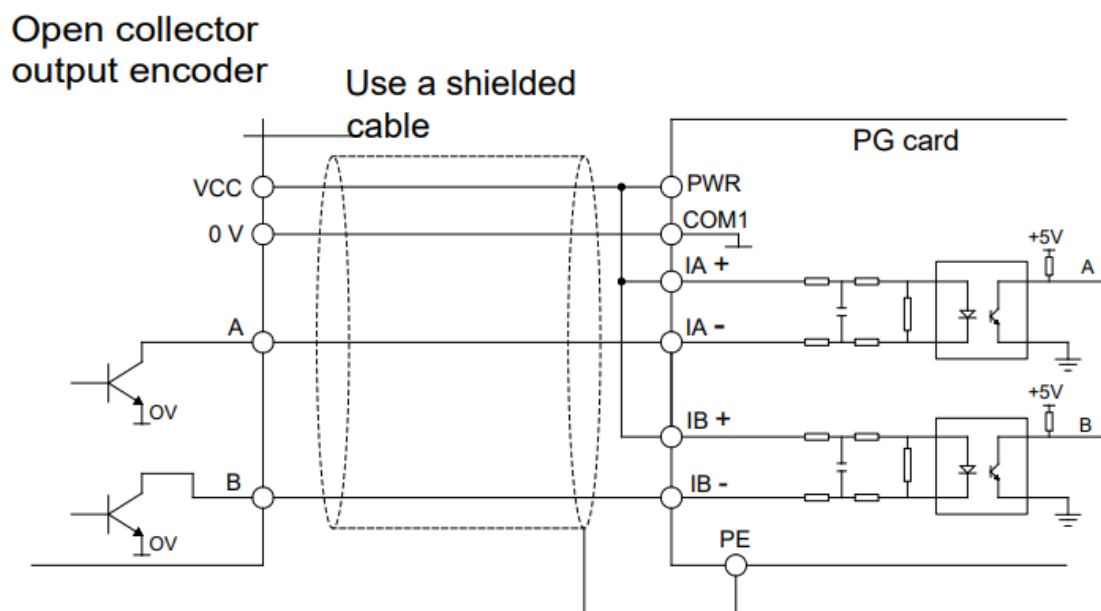 Open collector
output encoder
Use a shielded
cable
PG card
VCC
PWR
0 V
COM1
IA +
+5V
A
A
IA -
OV
IB +
+5V
B
B
IB -
OV
PE